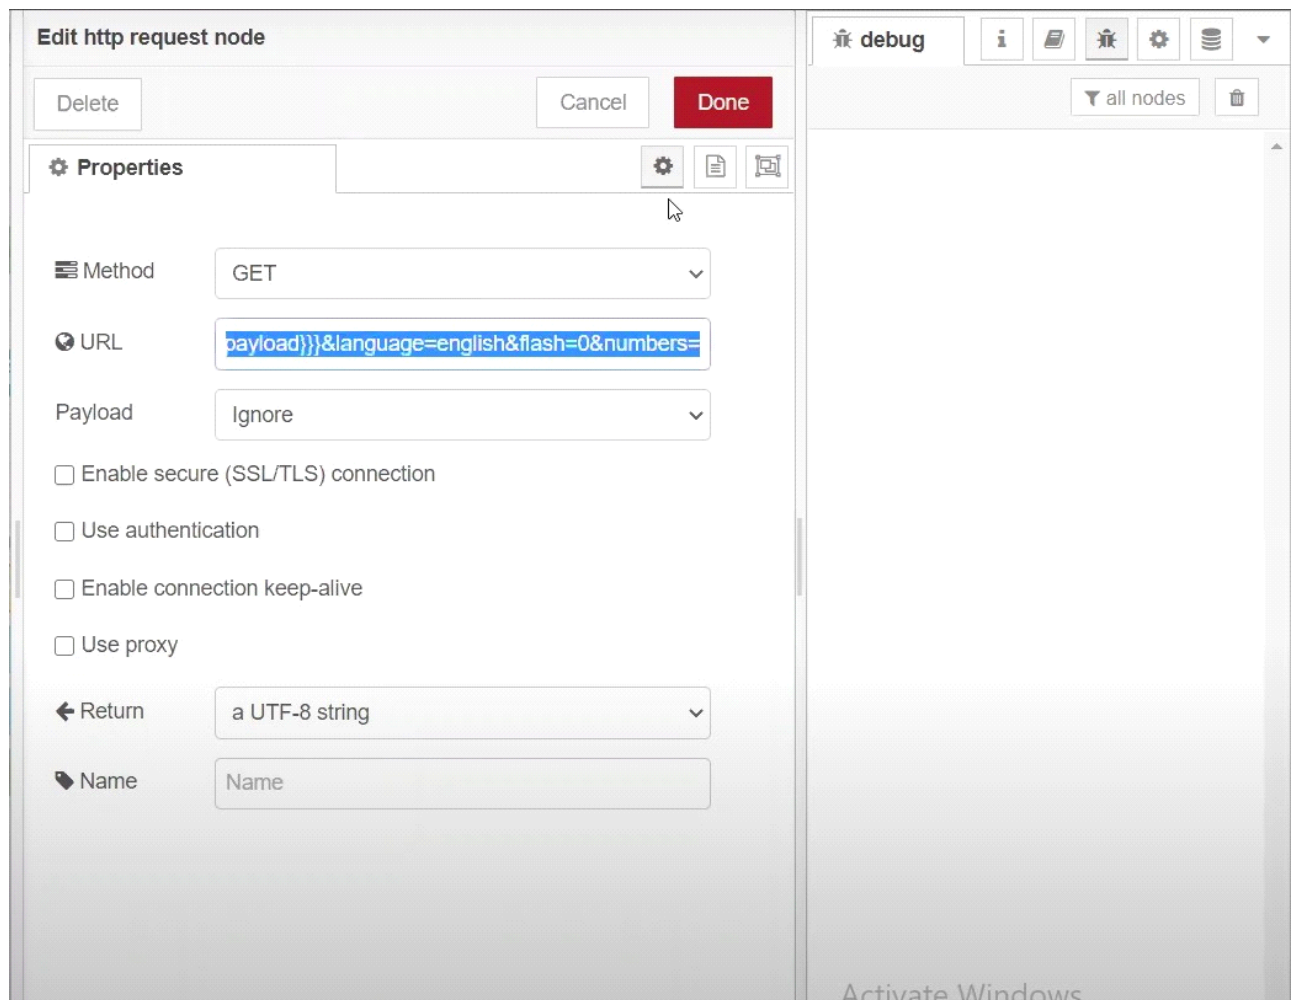 Edit http request node
debug
Delete
Cancel
Done
all nodes
Properties
Method
GET
URL
payload}}}&language=english&flash=0&numbers=
Payload
Ignore
Enable secure (SSL/TLS) connection
Use authentication
Enable connection keep-alive
Use proxy
Return
a UTF-8 string
Name
Name
Activate Windows